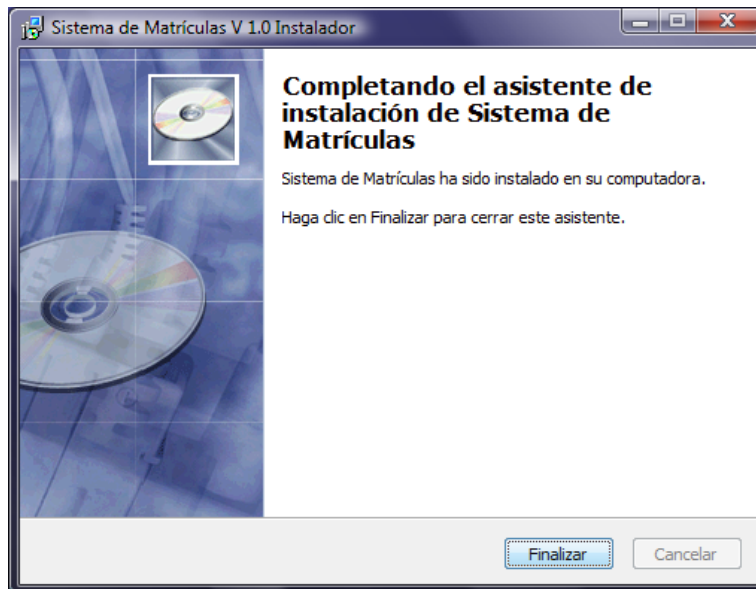 Sistema de Matrículas V 1.0 Instalador
Completando el asistente de
instalación de Sistema de
Matrículas
Sistema de Matrículas ha sido instalado en su computadora.
Haga clic en Finalizar para cerrar este asistente.
Finalizar
Cancelar